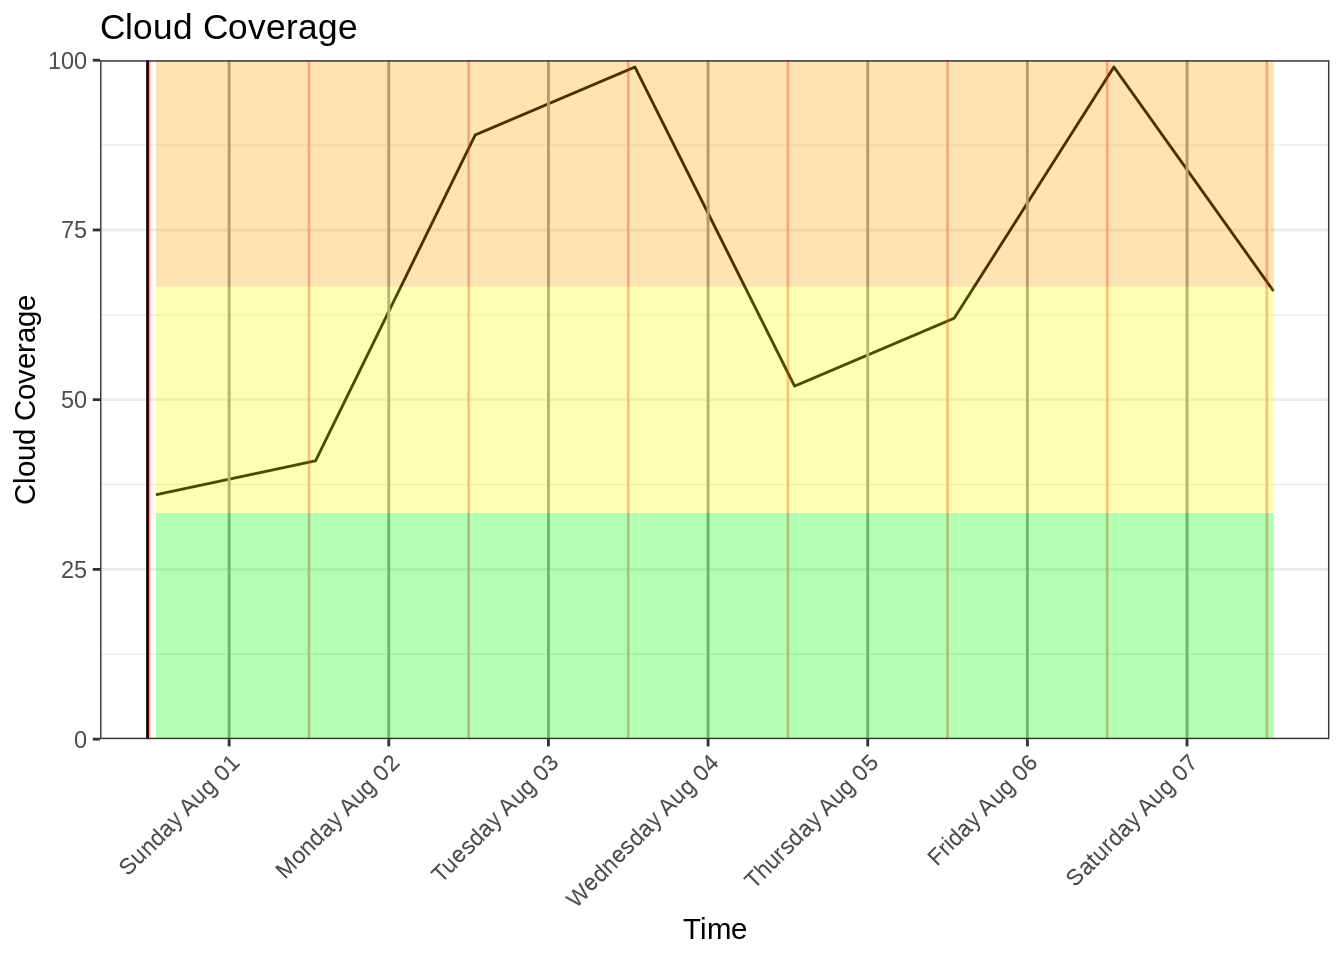 Cloud Coverage
Cloud Coverage
100
75
50
25
0
Sunday Aug 01
Monday Aug 02
Tuesday Aug 03
Wednesday Aug 04
Thursday Aug 05
Friday Aug 06
Saturday Aug 07
Time